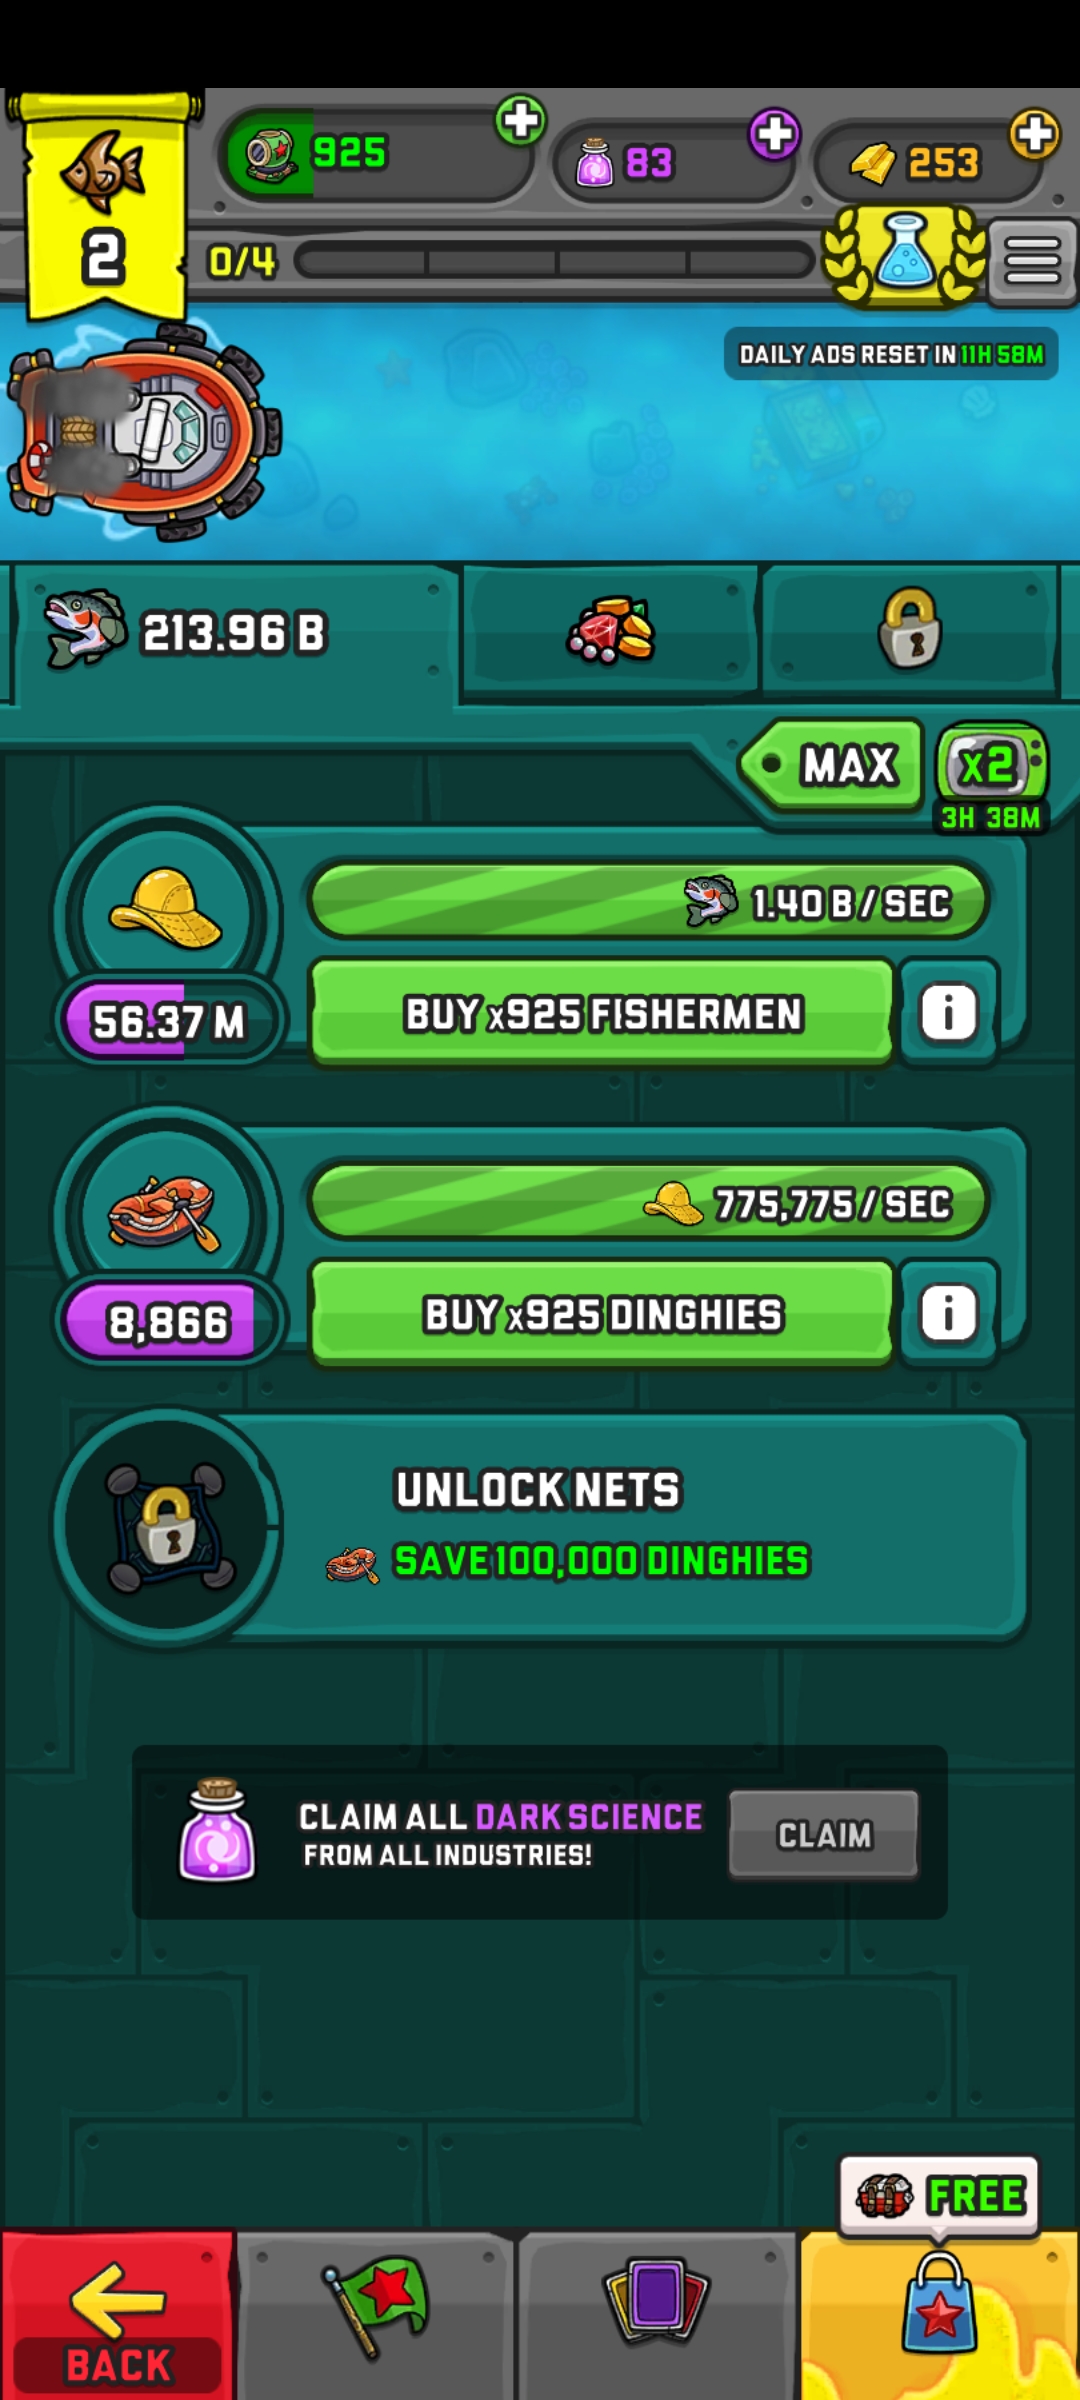 925
83
253
2
0/4
DAILY ADS RESET IN 11H 58M
213.96 B
MAX
x2
3H 38M
1.40 B / SEC
56.37 M
BUY x925 FISHERMEN
i
775,775 / SEC
8,866
BUY x925 DINGHIES
i
UNLOCK NETS
SAVE 100,000 DINGHIES
CLAIM ALL DARK SCIENCE
FROM ALL INDUSTRIES!
CLAIM
FREE
BACK